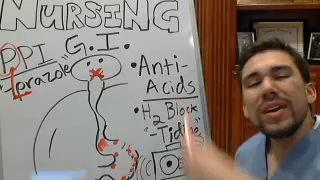 NURSING
G.I.
PPI
"Prazole"
• Anti-
Acids
• H2 Block
"Tidine"